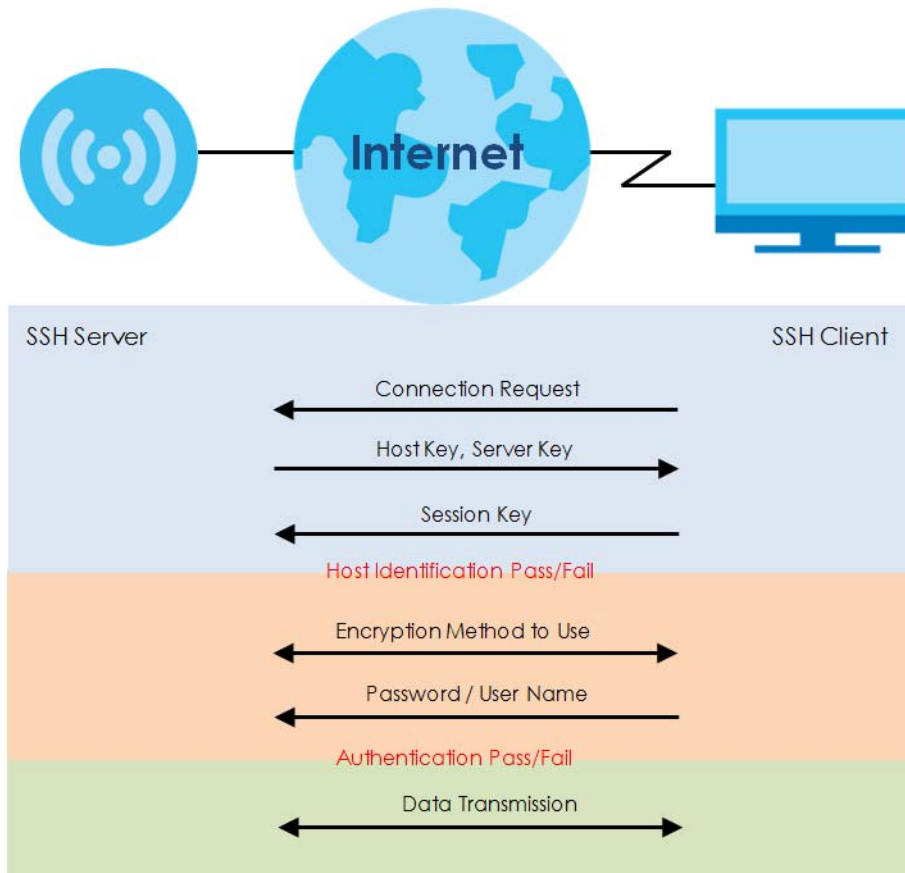 Internet
SSH Server
SSH Client
Connection Request
Host Key, Server Key
Session Key
Host Identification Pass/Fail
Encryption Method to Use
Password / User Name
Authentication Pass/Fail
Data Transmission